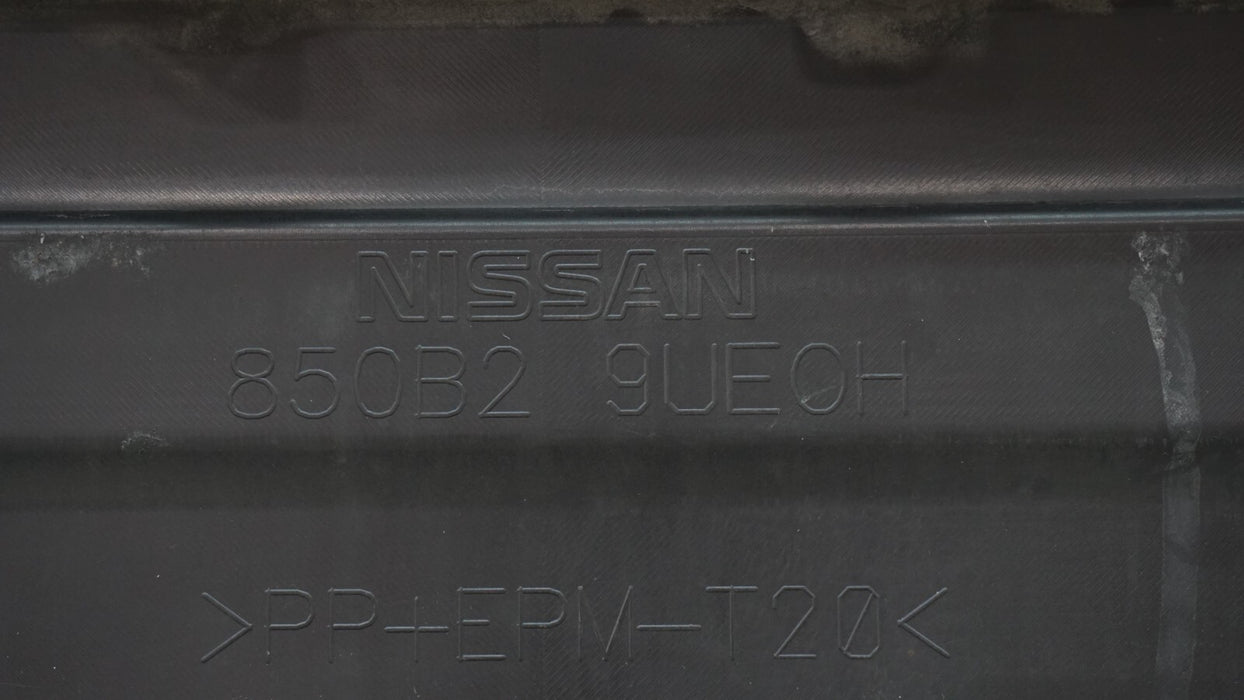 NISSAN
850B2 9UE0H
>PP+EPM-T20<